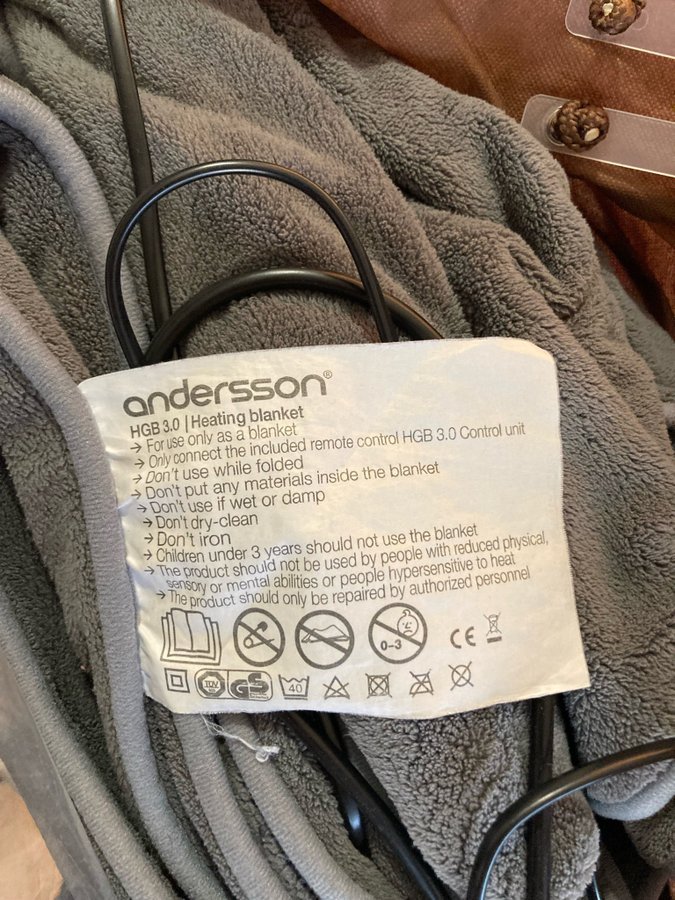 andersson®
HGB 3.0 | Heating blanket
→ For use only as a blanket
→ Only connect the included remote control HGB 3.0 Control unit
→ Don't use while folded
→ Don't put any materials inside the blanket
→ Don't use if wet or damp
→ Don't dry-clean
→ Don't iron
→ Children under 3 years should not use the blanket
→ The product should not be used by people with reduced physical,
sensory or mental abilities or people hypersensitive to heat
→ The product should only be repaired by authorized personnel
0-3
CE
TÜV
GS
40